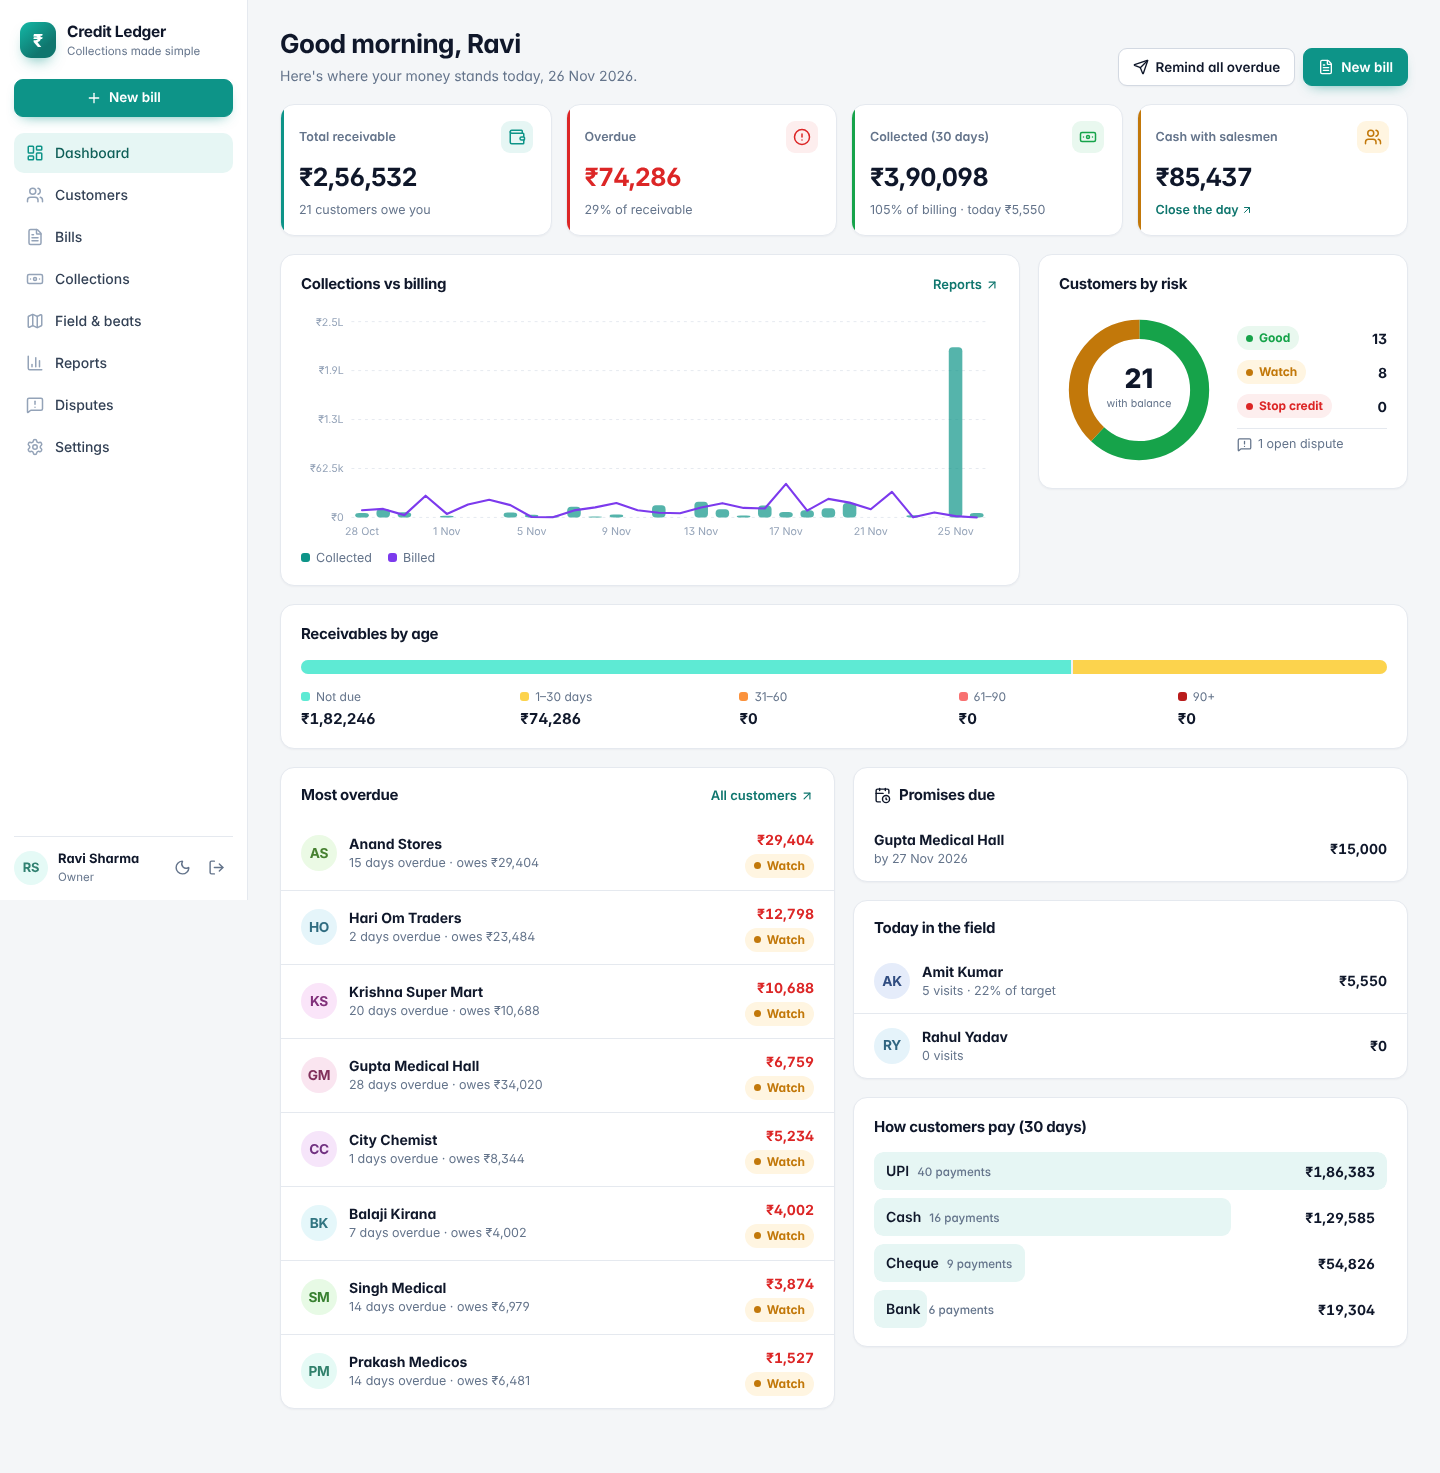 ₹
Credit Ledger
Collections made simple
New bill
Dashboard
Customers
Bills
Collections
Field & beats
Reports
Disputes
Settings
RS
Ravi Sharma
Owner
Good morning, Ravi
Here's where your money stands today, 26 Nov 2026.
Remind all overdue
New bill
Total receivable
₹2,56,532
21 customers owe you
Overdue
₹74,286
29% of receivable
Collected (30 days)
₹3,90,098
105% of billing · today ₹5,550
Cash with salesmen
₹85,437
Close the day
Collections vs billing
Reports
₹2.5L
₹1.9L
₹1.3L
₹62.5k
₹0
28 Oct
1 Nov
5 Nov
9 Nov
13 Nov
17 Nov
21 Nov
25 Nov
Collected
Billed
Customers by risk
21
with balance
Good 13
Watch 8
Stop credit 0
1 open dispute
Receivables by age
Not due
₹1,82,246
1–30 days
₹74,286
31–60
₹0
61–90
₹0
90+
₹0
Most overdue
All customers
AS
Anand Stores
15 days overdue · owes ₹29,404
₹29,404
Watch
HO
Hari Om Traders
2 days overdue · owes ₹23,484
₹12,798
Watch
KS
Krishna Super Mart
20 days overdue · owes ₹10,688
₹10,688
Watch
GM
Gupta Medical Hall
28 days overdue · owes ₹34,020
₹6,759
Watch
CC
City Chemist
1 days overdue · owes ₹8,344
₹5,234
Watch
BK
Balaji Kirana
7 days overdue · owes ₹4,002
₹4,002
Watch
SM
Singh Medical
14 days overdue · owes ₹6,979
₹3,874
Watch
PM
Prakash Medicos
14 days overdue · owes ₹6,481
₹1,527
Watch
Promises due
Gupta Medical Hall
by 27 Nov 2026
₹15,000
Today in the field
AK
Amit Kumar
5 visits · 22% of target
₹5,550
RY
Rahul Yadav
0 visits
₹0
How customers pay (30 days)
UPI 40 payments ₹1,86,383
Cash 16 payments ₹1,29,585
Cheque 9 payments ₹54,826
Bank 6 payments ₹19,304